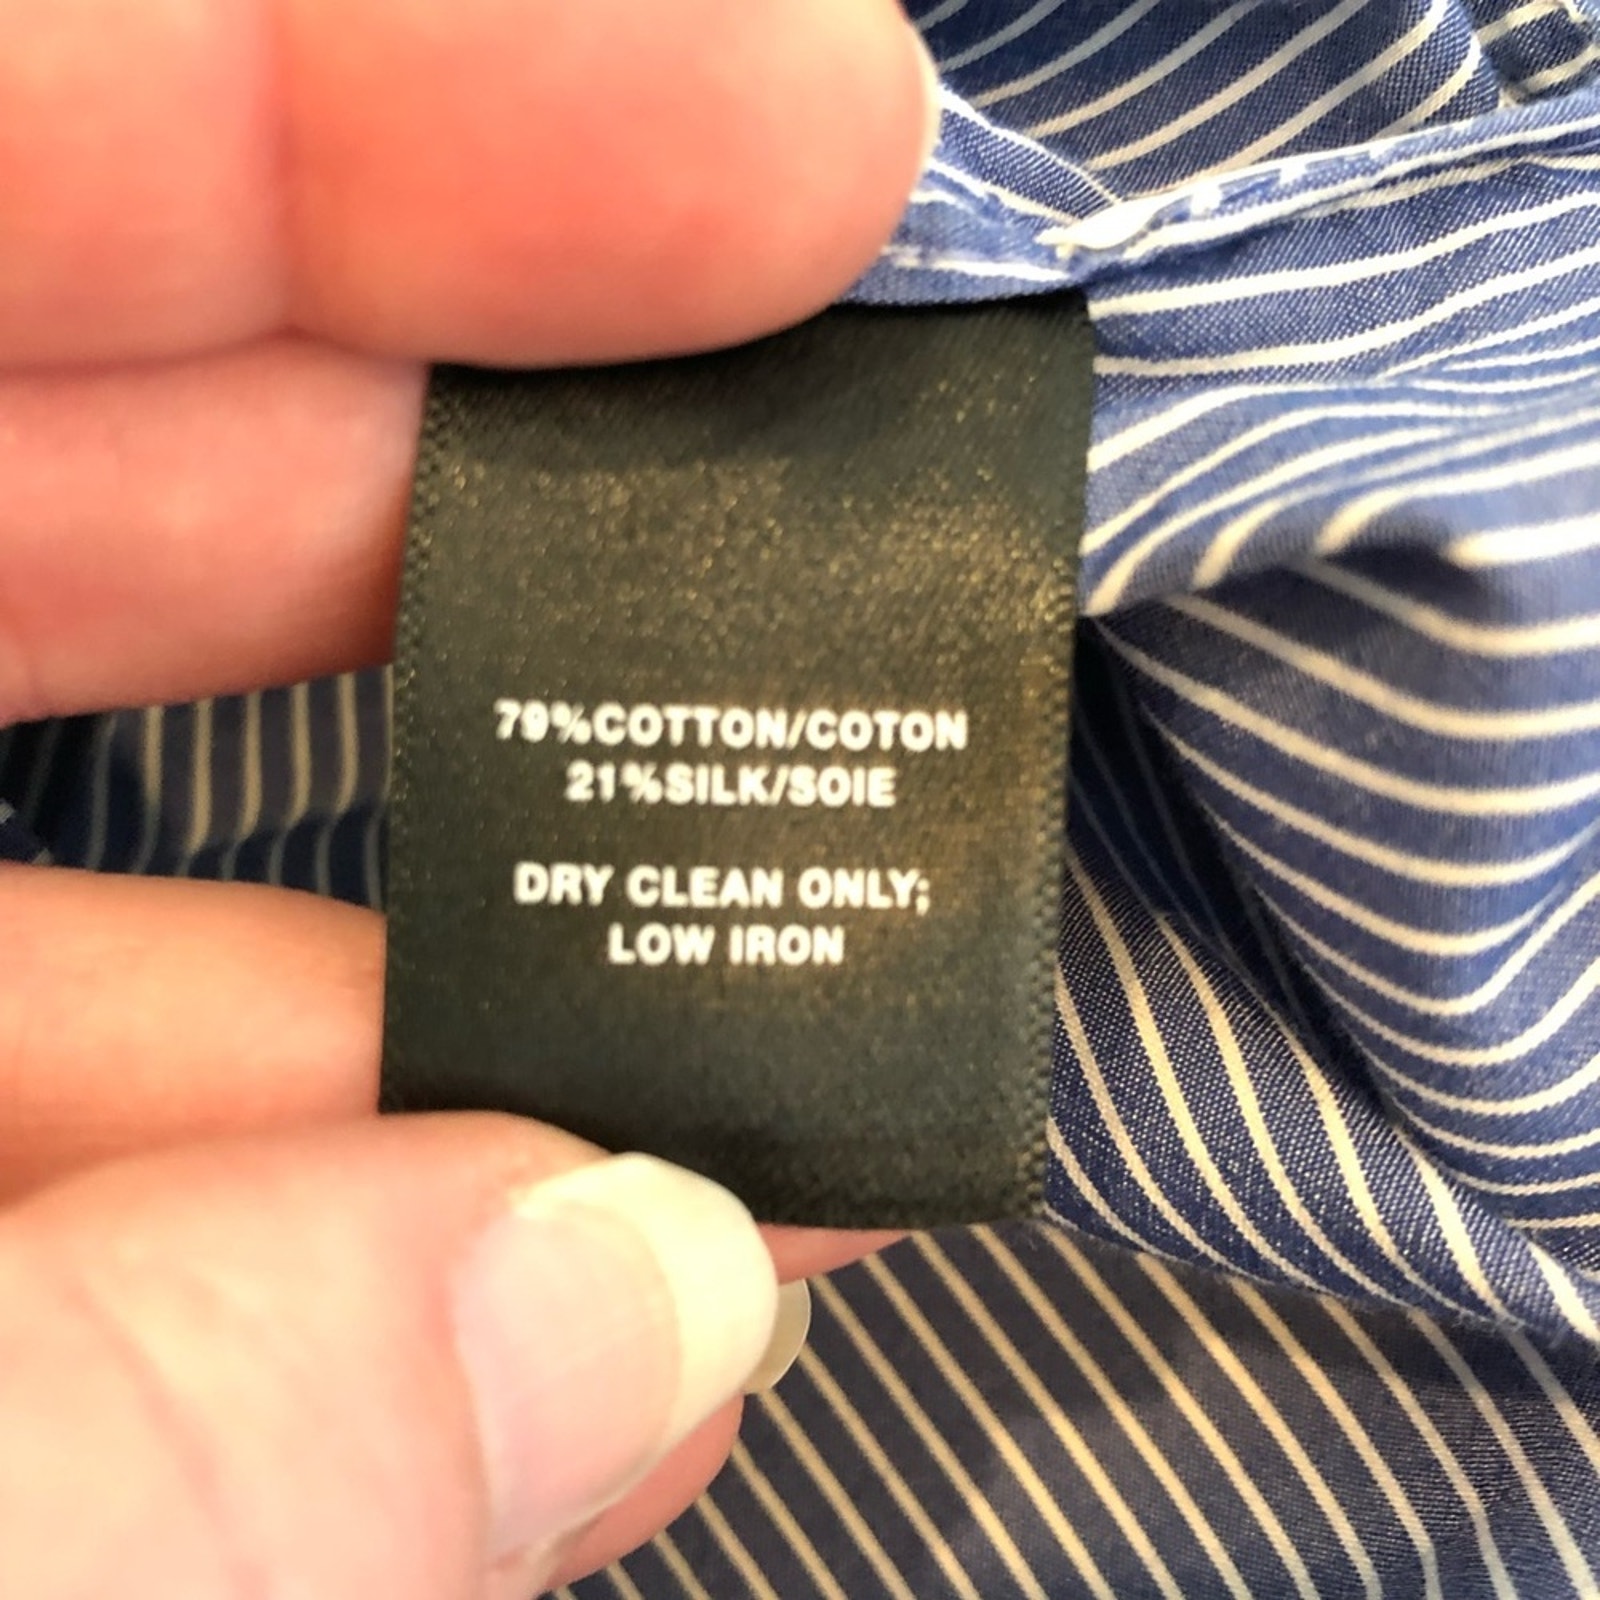 79%COTTON/COTON
21%SILK/SOIE
DRY CLEAN ONLY;
LOW IRON